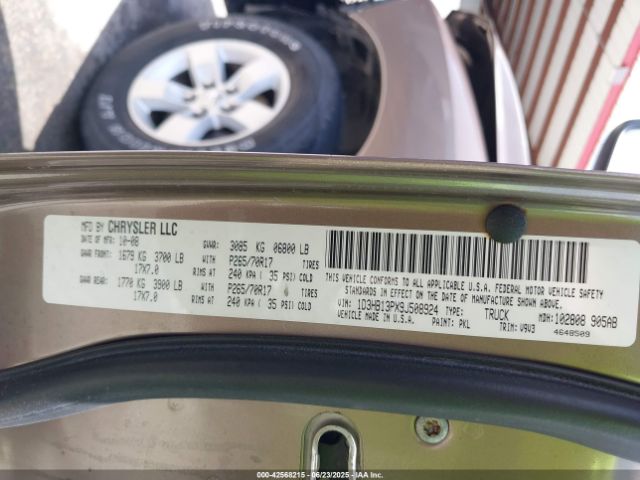 MFD BY CHRYSLER LLC
DATE OF MFR 10-08 GVWR: 3085 KG 06800 LB
GAWR FRONT: 1679 KG 3700 LB WITH P265/70R17 TIRES
17X7.0 RIMS AT 240 KPA ( 35 PSI) COLD
GAWR REAR: 1770 KG 3900 LB WITH P265/70R17 TIRES
17X7.0 RIMS AT 240 KPA ( 35 PSI) COLD
THIS VEHICLE CONFORMS TO ALL APPLICABLE U.S.A. FEDERAL MOTOR VEHICLE SAFETY
STANDARDS IN EFFECT ON THE DATE OF MANUFACTURE SHOWN ABOVE.
VIN: 1D3HB13PX9J508924 TYPE: TRUCK MDH: 102808 905AB
VEHICLE MADE IN U.S.A. PAINT: PKL TRIM: V9V3 4648509
000-42568215 - 06/23/2025 - IAAI.COM